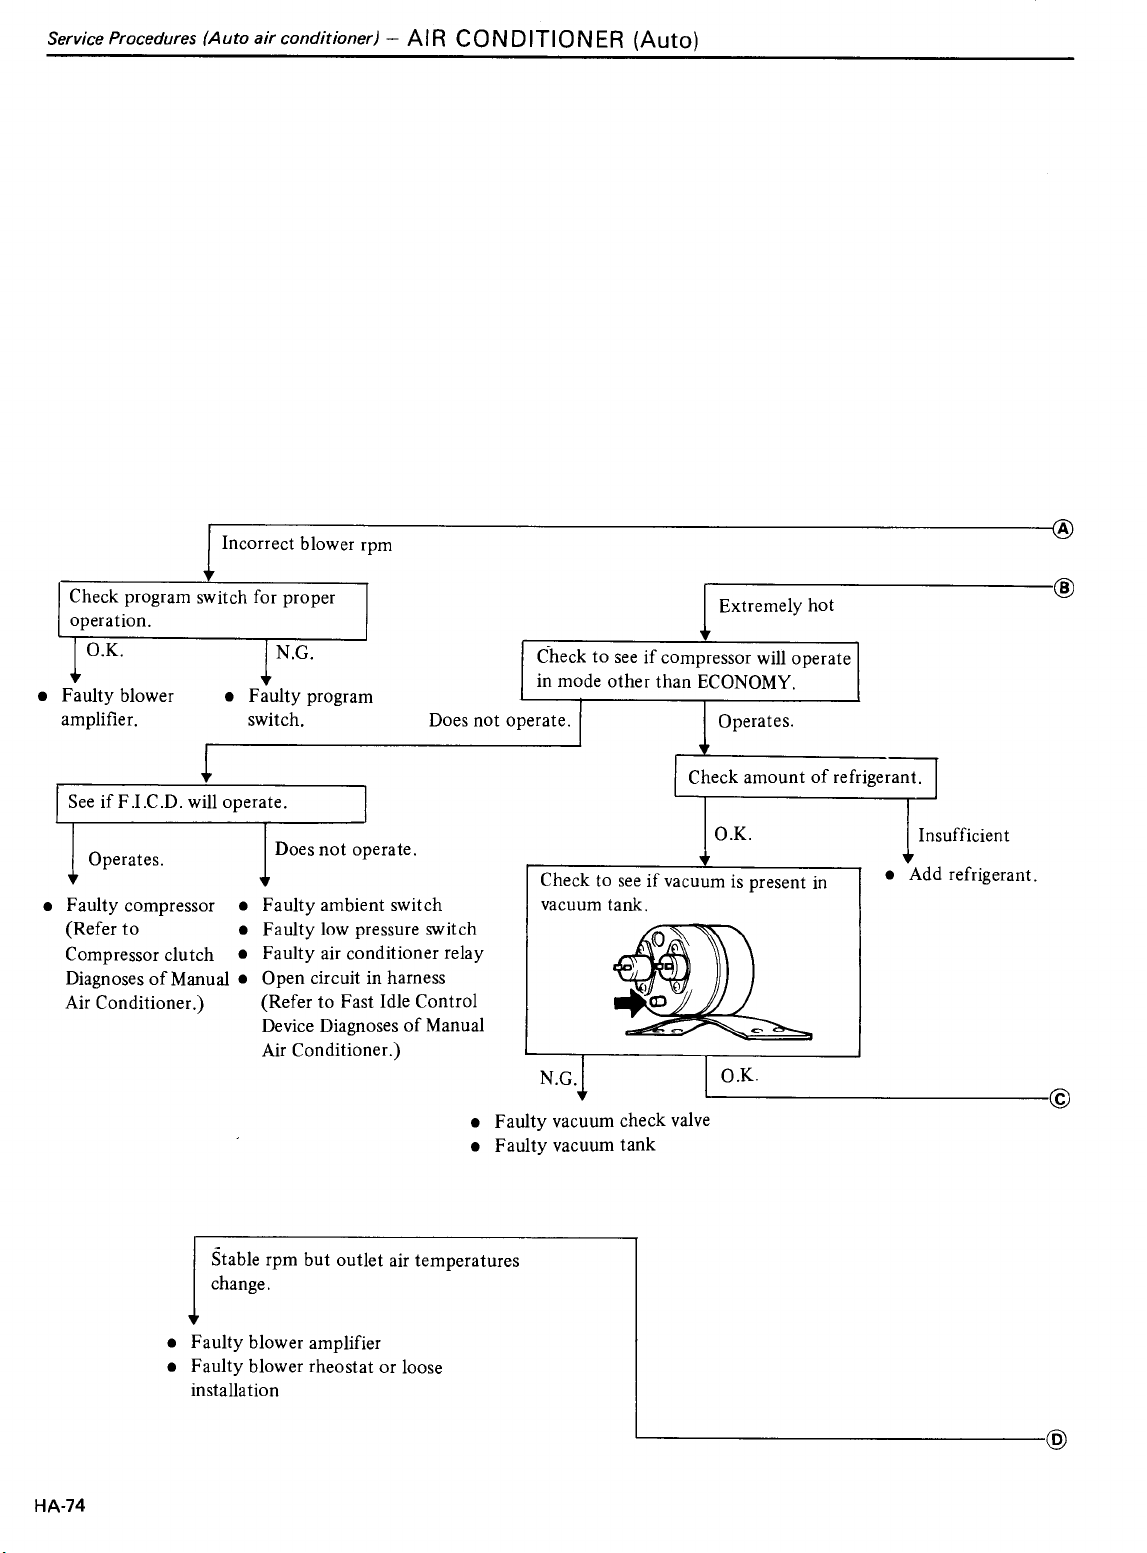 Service Procedures (Auto air conditioner) – AIR CONDITIONER (Auto)
A
Incorrect blower rpm
Check program switch for proper
operation.
O.K.
N.G.
● Faulty blower
amplifier.
● Faulty program
switch.
B
Extremely hot
Check to see if compressor will operate
in mode other than ECONOMY.
Does not operate.
Operates.
See if F.I.C.D. will operate.
Operates.
Does not operate.
● Faulty compressor
(Refer to
Compressor clutch
Diagnoses of Manual
Air Conditioner.)
● Faulty ambient switch
● Faulty low pressure switch
● Faulty air conditioner relay
● Open circuit in harness
(Refer to Fast Idle Control
Device Diagnoses of Manual
Air Conditioner.)
Check amount of refrigerant.
O.K.
Insufficient
● Add refrigerant.
Check to see if vacuum is present in
vacuum tank.
N.G.
O.K.
C
● Faulty vacuum check valve
● Faulty vacuum tank
Stable rpm but outlet air temperatures
change.
● Faulty blower amplifier
● Faulty blower rheostat or loose
installation
D
HA-74